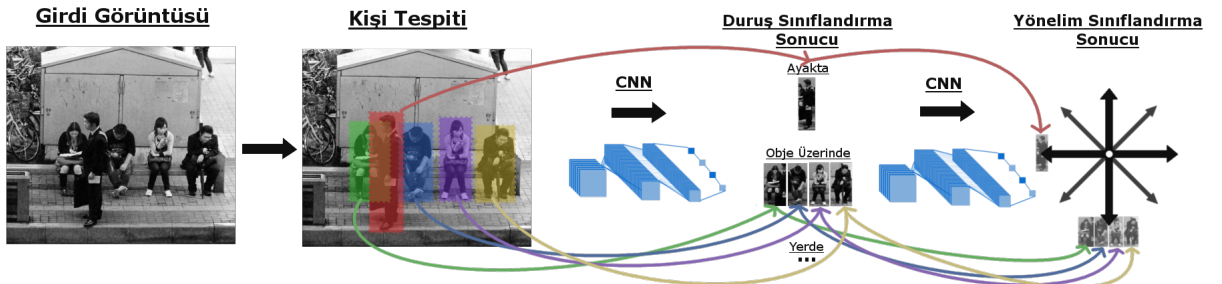 Girdi Görüntüsü
Kişi Tespiti
Duruş Sınıflandırma
Sonucu
Yönelim Sınıflandırma
Sonucu
Ayakta
CNN
CNN
Obje Üzerinde
Yerde
...